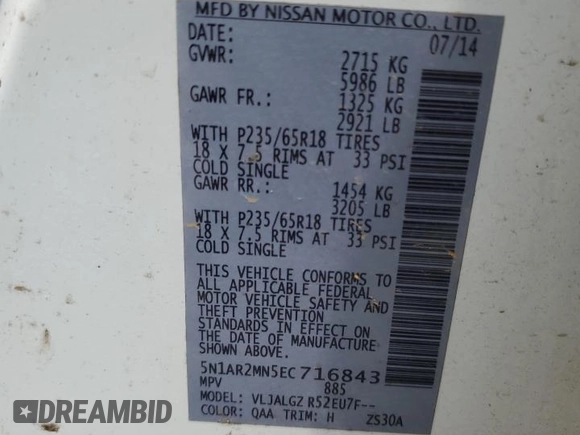 MFD BY NISSAN MOTOR CO., LTD.
DATE: 07/14
GVWR: 2715 KG
5986 LB
GAWR FR.: 1325 KG
2921 LB
WITH P235/65R18 TIRES
18 X 7.5 RIMS AT 33 PSI
COLD SINGLE
GAWR RR.: 1454 KG
3205 LB
WITH P235/65R18 TIRES
18 X 7.5 RIMS AT 33 PSI
COLD SINGLE
THIS VEHICLE CONFORMS TO
ALL APPLICABLE FEDERAL
MOTOR VEHICLE SAFETY AND
THEFT PREVENTION
STANDARDS IN EFFECT ON
THE DATE OF MANUFACTURE
SHOWN ABOVE.
5N1AR2MN5EC716843
MPV 885
MODEL: VLJALGZ R52EU7F--
COLOR: QAA TRIM: H ZS30A
DIDCARDAMAGED.COM